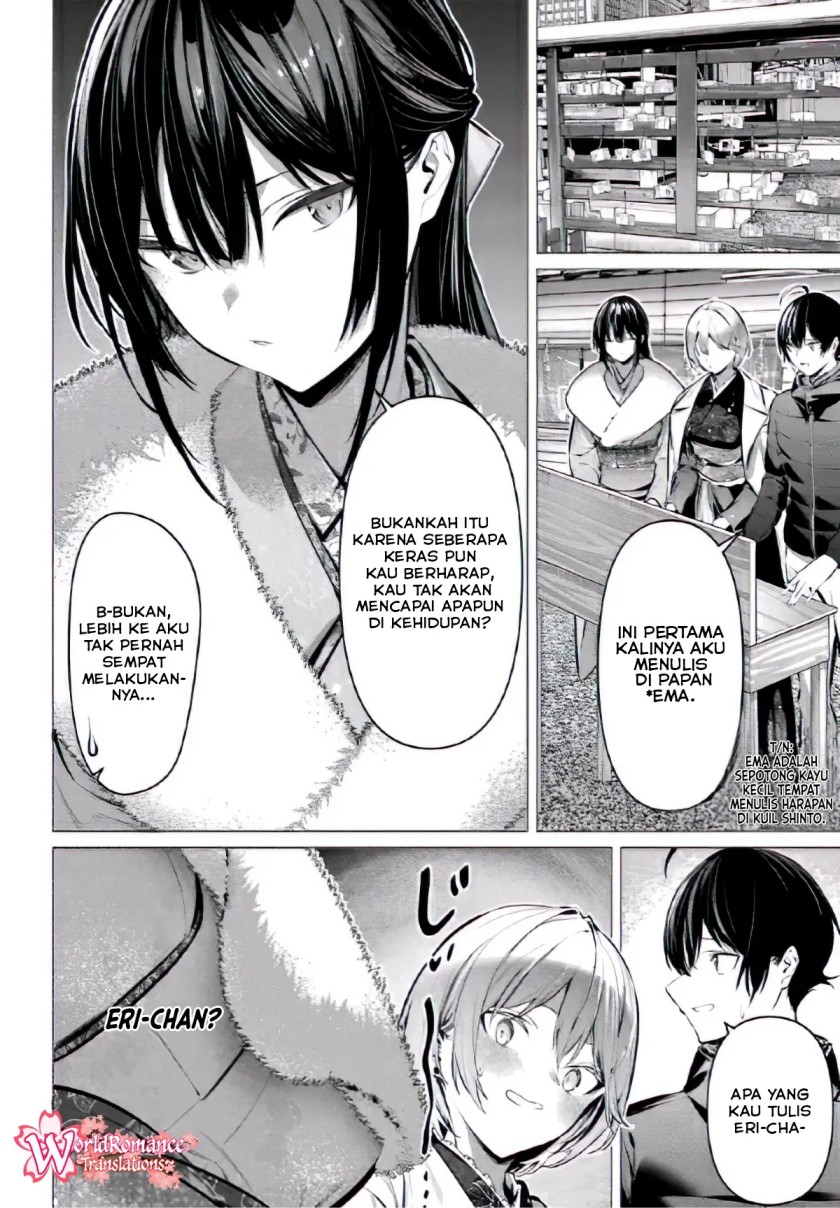 INI PERTAMA
KALINYA AKU
MENULIS
DI PAPAN
*EMA.
T/N:
EMA ADALAH
SEPOTONG KAYU
KECIL TEMPAT
MENULIS HARAPAN
DI KUIL SHINTO.
BUKANKAH ITU
KARENA SEBERAPA
KERAS PUN
KAU BERHARAP,
KAU TAK AKAN
MENCAPAI APAPUN
DI KEHIDUPAN?
B-BUKAN,
LEBIH KE AKU
TAK PERNAH
SEMPAT
MELAKUKAN-
NYA...
APA YANG
KAU TULIS
ERI-CHA-
じー
ERI-CHAN?
WorldRomance
Translations